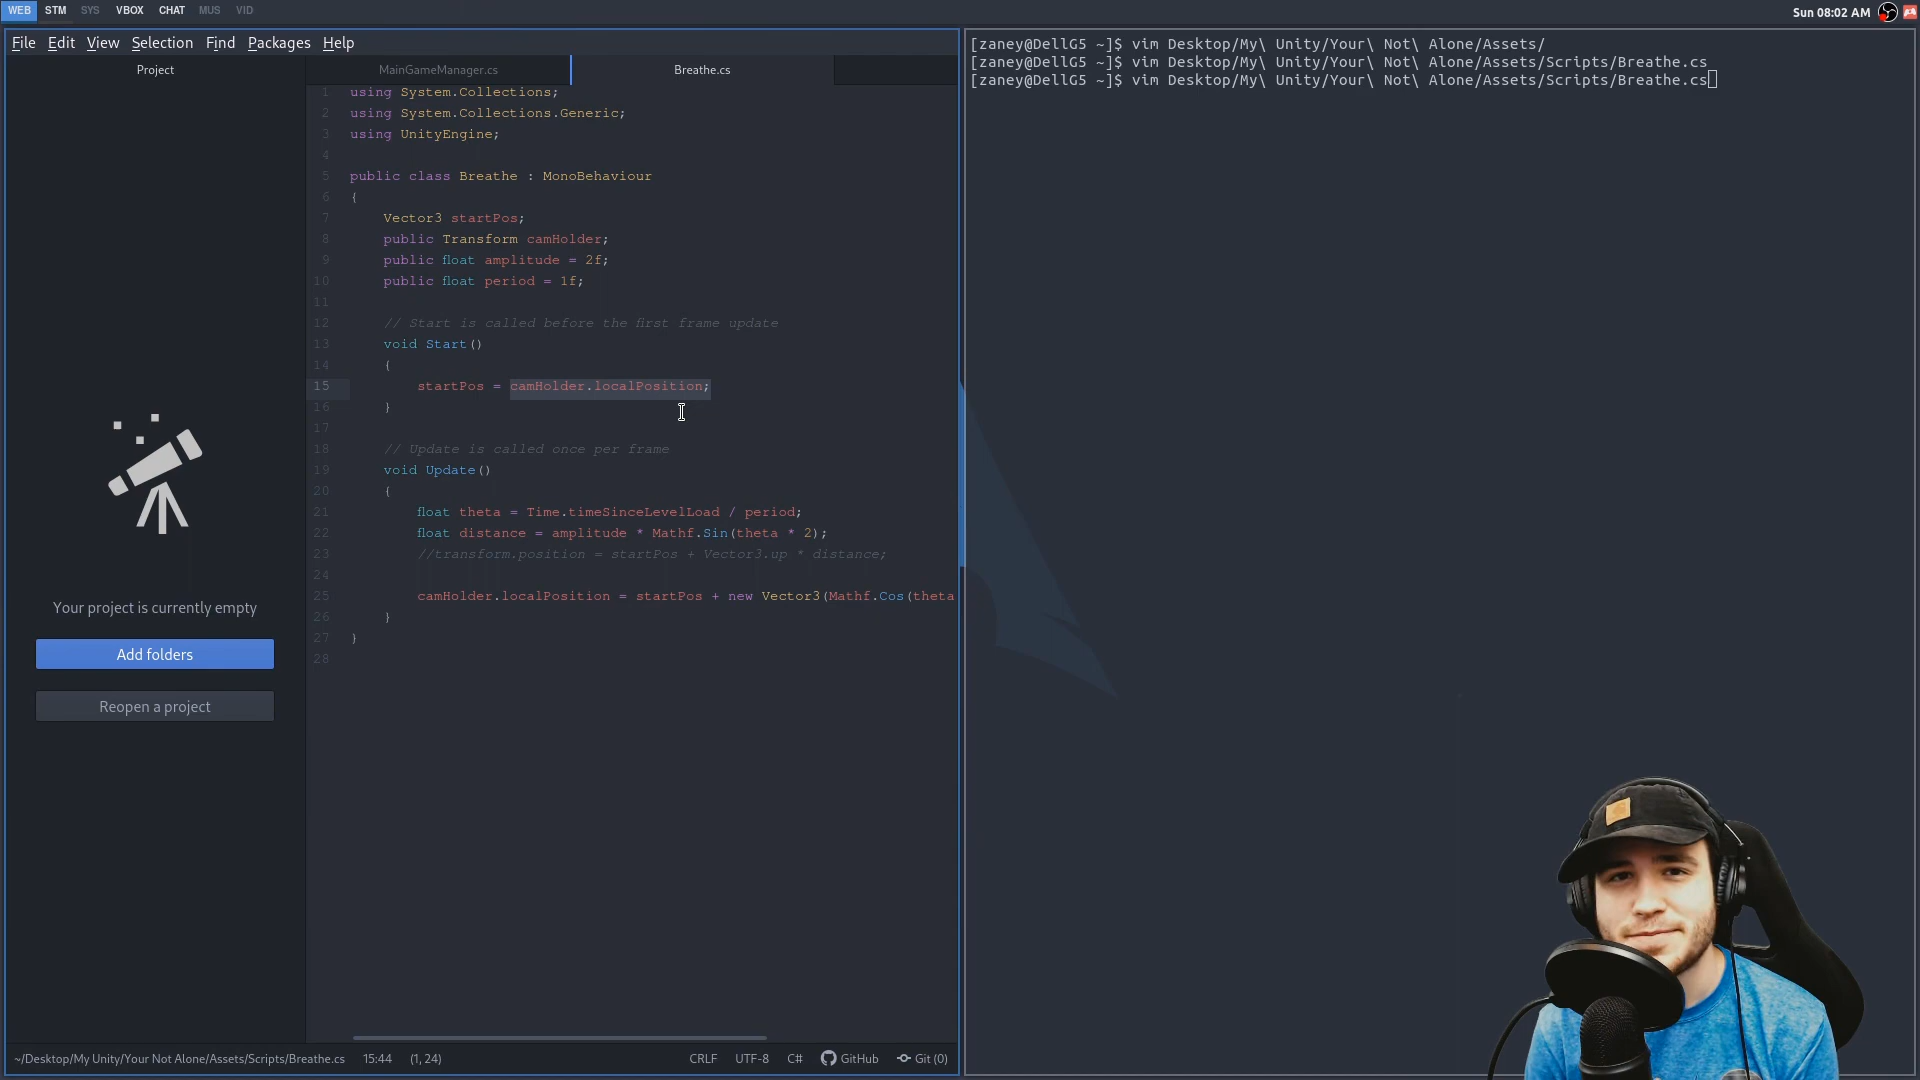 WEB STM SYS VBOX CHAT MUS VID
Sun 08:02 AM
File Edit View Selection Find Packages Help
Project
MainGameManager.cs
Breathe.cs
1 using System.Collections;
2 using System.Collections.Generic;
3 using UnityEngine;
4
5 public class Breathe : MonoBehaviour
6 {
7 Vector3 startPos;
8 public Transform camHolder;
9 public float amplitude = 2f;
10 public float period = 1f;
11
12 // Start is called before the first frame update
13 void Start()
14 {
15 startPos = camHolder.localPosition;
16 }
17
18 // Update is called once per frame
19 void Update()
20 {
21 float theta = Time.timeSinceLevelLoad / period;
22 float distance = amplitude * Mathf.Sin(theta * 2);
23 //transform.position = startPos + Vector3.up * distance;
24
25 camHolder.localPosition = startPos + new Vector3(Mathf.Cos(theta
26 }
27 }
28
Your project is currently empty
Add folders
Reopen a project
~/Desktop/My Unity/Your Not Alone/Assets/Scripts/Breathe.cs 15:44 (1, 24)
CRLF UTF-8 C# GitHub Git (0)
[zaney@DellG5 ~]$ vim Desktop/My\ Unity/Your\ Not\ Alone/Assets/
[zaney@DellG5 ~]$ vim Desktop/My\ Unity/Your\ Not\ Alone/Assets/Scripts/Breathe.cs
[zaney@DellG5 ~]$ vim Desktop/My\ Unity/Your\ Not\ Alone/Assets/Scripts/Breathe.cs